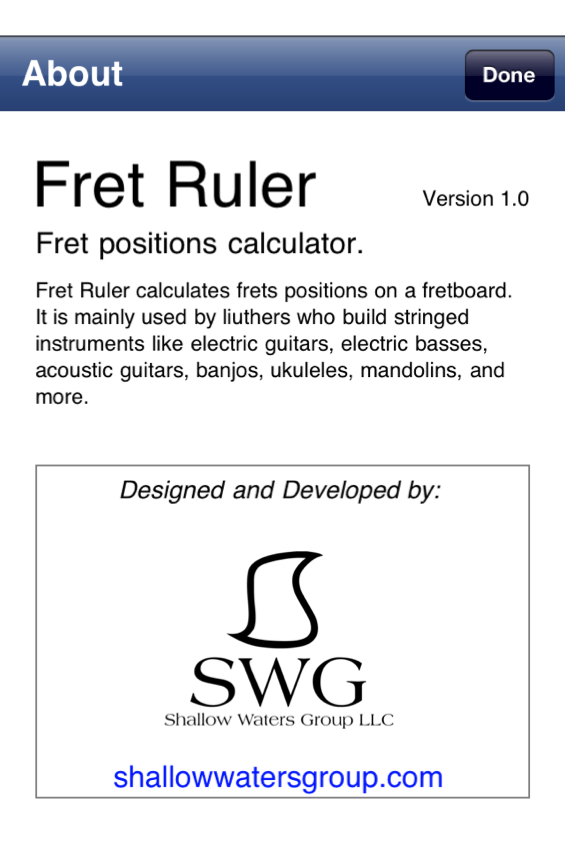 About
Done
Fret Ruler
Version 1.0
Fret positions calculator.
Fret Ruler calculates frets positions on a fretboard.
It is mainly used by liuthers who build stringed
instruments like electric guitars, electric basses,
acoustic guitars, banjos, ukuleles, mandolins, and
more.
Designed and Developed by:
SWG
Shallow Waters Group LLC
shallowwatersgroup.com